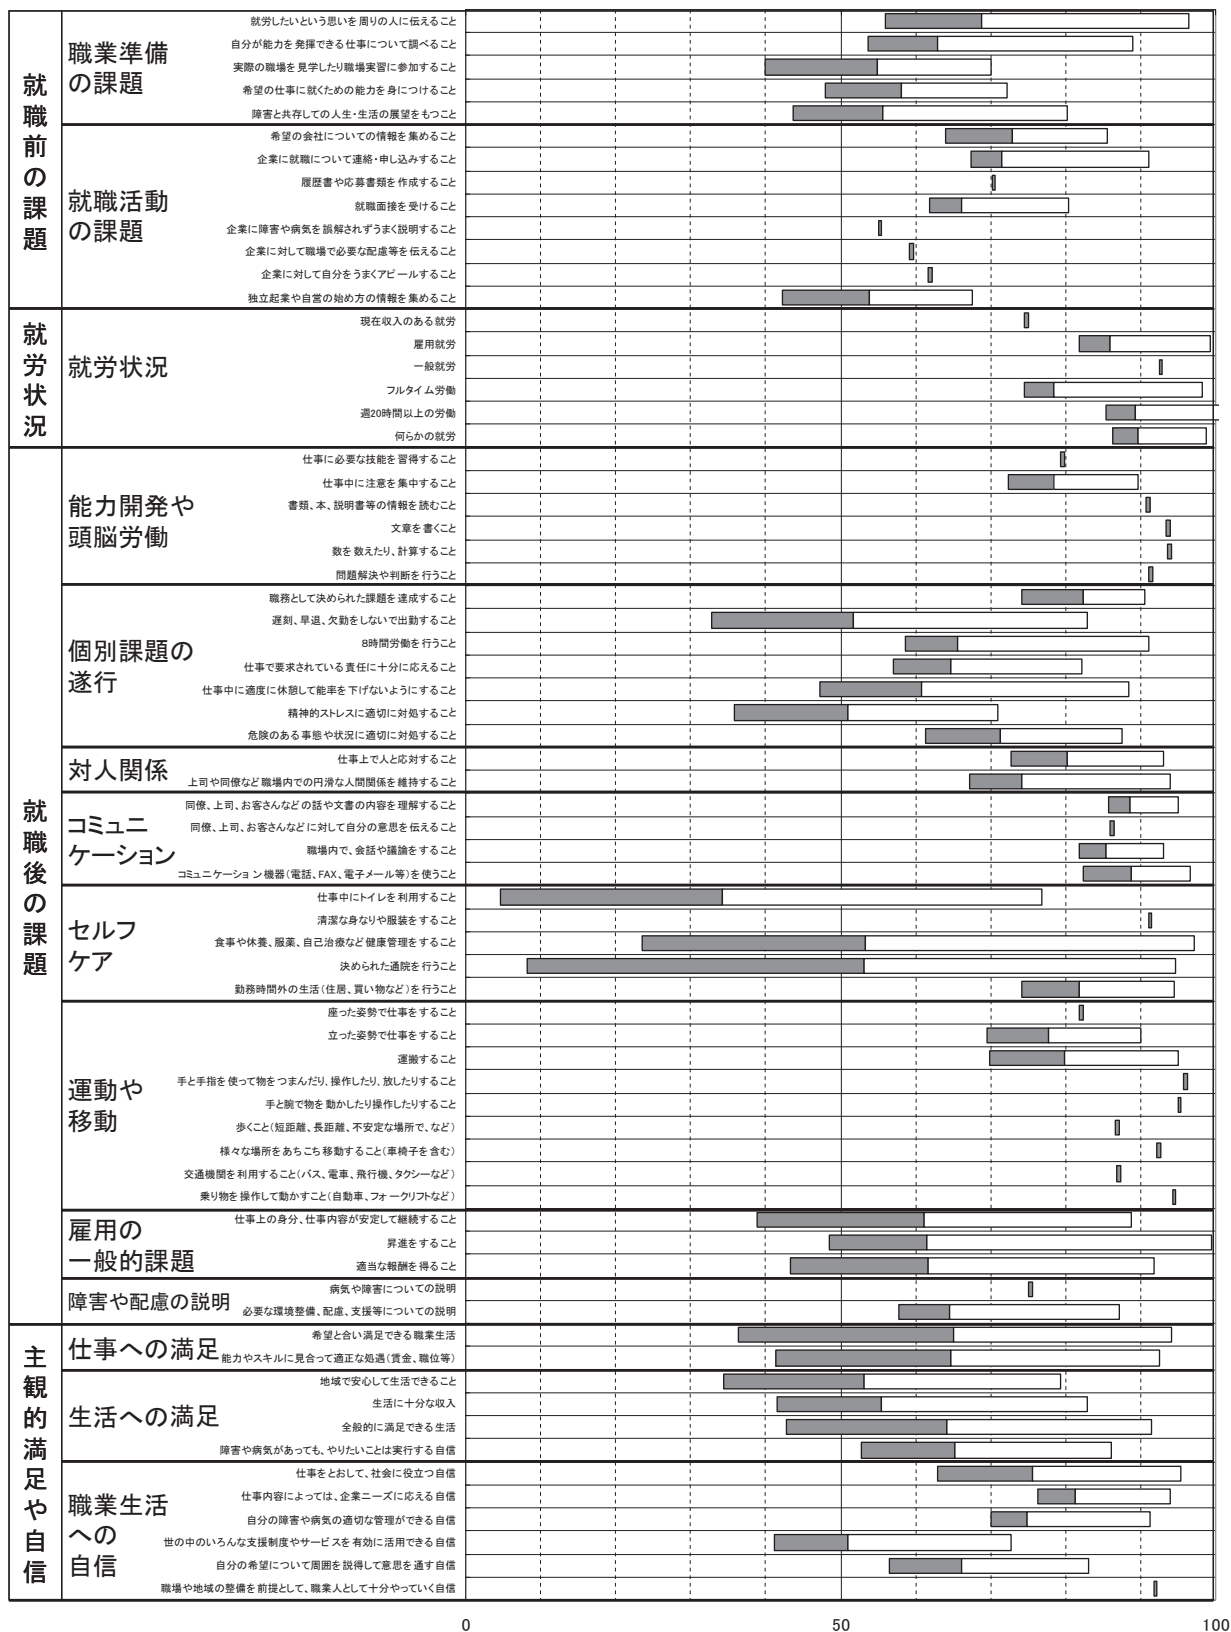 就職前の課題
職業準備
の課題
就労したいという思いを周りの人に伝えること
自分が能力を発揮できる仕事について調べること
実際の職場を見学したり職場実習に参加すること
希望の仕事に就くための能力を身につけること
障害と共存しての人生・生活の展望をもつこと
就職活動
の課題
希望の会社についての情報を集めること
企業に就職について連絡・申し込みすること
履歴書や応募書類を作成すること
就職面接を受けること
企業に障害や病気を誤解されずうまく説明すること
企業に対して職場で必要な配慮等を伝えること
企業に対して自分をうまくアピールすること
独立起業や自営の始め方の情報を集めること
就労状況
就労状況
現在収入のある就労
雇用就労
一般就労
フルタイム労働
週20時間以上の労働
何らかの就労
就職後の課題
能力開発や
頭脳労働
仕事に必要な技能を習得すること
仕事中に注意を集中すること
書類、本、説明書等の情報を読むこと
文章を書くこと
数を数えたり、計算すること
問題解決や判断を行うこと
個別課題の
遂行
職務として決められた課題を達成すること
遅刻、早退、欠勤をしないで出勤すること
8時間労働を行うこと
仕事で要求されている責任に十分に応えること
仕事中に適度に休憩して能率を下げないようにすること
精神的ストレスに適切に対処すること
危険のある事態や状況に適切に対処すること
対人関係
仕事上で人と応対すること
上司や同僚など職場内での円滑な人間関係を維持すること
コミュニ
ケーション
同僚、上司、お客さんなどの話や文書の内容を理解すること
同僚、上司、お客さんなどに対して自分の意思を伝えること
職場内で、会話や議論をすること
コミュニケーション機器(電話、FAX、電子メール等)を使うこと
セルフ
ケア
仕事中にトイレを利用すること
清潔な身なりや服装をすること
食事や休養、服薬、自己治療など健康管理をすること
決められた通院を行うこと
勤務時間外の生活(住居、買い物など)を行うこと
運動や
移動
座った姿勢で仕事をすること
立った姿勢で仕事をすること
運搬すること
手と手指を使って物をつまんだり、操作したり、放したりすること
手と腕で物を動かしたり操作したりすること
歩くこと(短距離、長距離、不安定な場所で、など)
様々な場所をあちこち移動すること(車椅子を含む)
交通機関を利用すること(バス、電車、飛行機、タクシーなど)
乗り物を操作して動かすこと(自動車、フォークリフトなど)
雇用の
一般的課題
仕事上の身分、仕事内容が安定して継続すること
昇進をすること
適当な報酬を得ること
障害や配慮の説明
病気や障害についての説明
必要な環境整備、配慮、支援等についての説明
主観的満足や自信
仕事への満足
希望と合い満足できる職業生活
能力やスキルに見合って適正な処遇(賃金、職位等)
生活への満足
地域で安心して生活できること
生活に十分な収入
全般的に満足できる生活
障害や病気があっても、やりたいことは実行する自信
職業生活
への
自信
仕事をとおして、社会に役立つ自信
仕事内容によっては、企業ニーズに応える自信
自分の障害や病気の適切な管理ができる自信
世の中のいろんな支援制度やサービスを有効に活用できる自信
自分の希望について周囲を説得して意思を通す自信
職場や地域の整備を前提として、職業人として十分やっていく自信
0 50 100